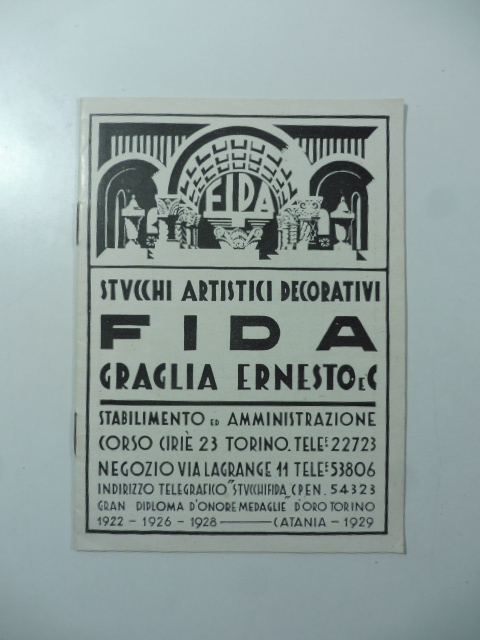 FIDA
STVCCHI ARTISTICI DECORATIVI
FIDA
GRAGLIA ERNESTO E C
STABILIMENTO ED AMMINISTRAZIONE
CORSO CIRIÈ 23 TORINO. TELEF. 22723
NEGOZIO VIA LAGRANGE 11 TELEF. 53806
INDIRIZZO TELEGRAFICO "STVCCHIFIDA" C.P.E.N. 54323
GRAN DIPLOMA D'ONORE MEDAGLIE D'ORO TORINO
1922 - 1926 - 1928 - CATANIA - 1929